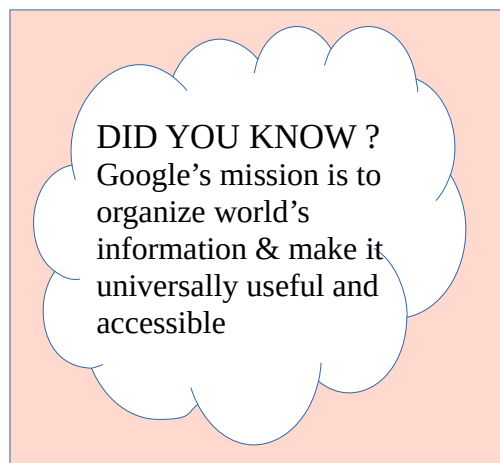 DID YOU KNOW ?
Google’s mission is to
organize world’s
information & make it
universally useful and
accessible